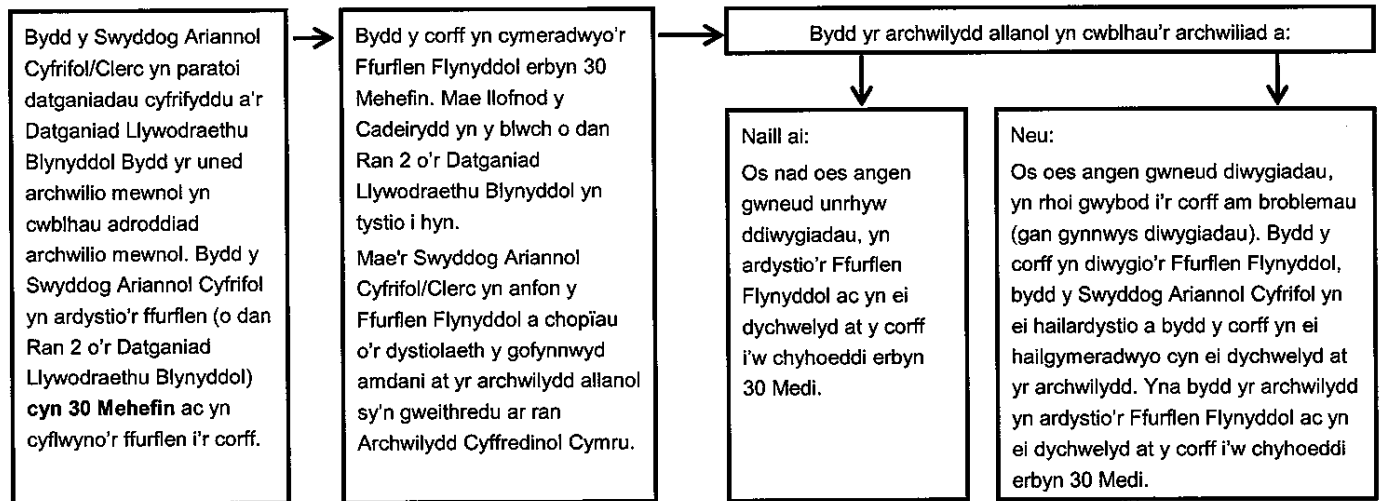 Bydd y Swyddog Ariannol
Cyfrifol/Clerc yn paratoi
datganiadau cyfrifyddu a'r
Datganiad Llywodraethu
Blynyddol Bydd yr uned
archwilio mewnol yn
cwblhau adroddiad
archwilio mewnol. Bydd y
Swyddog Ariannol Cyfrifol
yn ardystio'r ffurflen (o dan
Ran 2 o'r Datganiad
Llywodraethu Blynyddol)
cyn 30 Mehefin ac yn
cyflwyno'r ffurflen i'r corff.
Bydd y corff yn cymeradwyo'r
Ffurflen Flynyddol erbyn 30
Mehefin. Mae llofnod y
Cadeirydd yn y blwch o dan
Ran 2 o'r Datganiad
Llywodraethu Blynyddol yn
tystio i hyn.
Mae'r Swyddog Ariannol
Cyfrifol/Clerc yn anfon y
Ffurflen Flynyddol a chopïau
o'r dystiolaeth y gofynnwyd
amdani at yr archwilydd allanol
sy'n gweithredu ar ran
Archwilydd Cyffredinol Cymru.
Bydd yr archwilydd allanol yn cwblhau'r archwiliad a:
Naill ai:
Os nad oes angen
gwneud unrhyw
ddiwygiadau, yn
ardystio'r Ffurflen
Flynyddol ac yn ei
dychwelyd at y corff
i'w chyhoeddi erbyn
30 Medi.
Neu:
Os oes angen gwneud diwygiadau,
yn rhoi gwybod i'r corff am broblemau
(gan gynnwys diwygiadau). Bydd y
corff yn diwygio'r Ffurflen Flynyddol,
bydd y Swyddog Ariannol Cyfrifol yn
ei hailardystio a bydd y corff yn ei
hailgymeradwyo cyn ei dychwelyd at
yr archwilydd. Yna bydd yr archwilydd
yn ardystio'r Ffurflen Flynyddol ac yn
ei dychwelyd at y corff i'w chyhoeddi
erbyn 30 Medi.